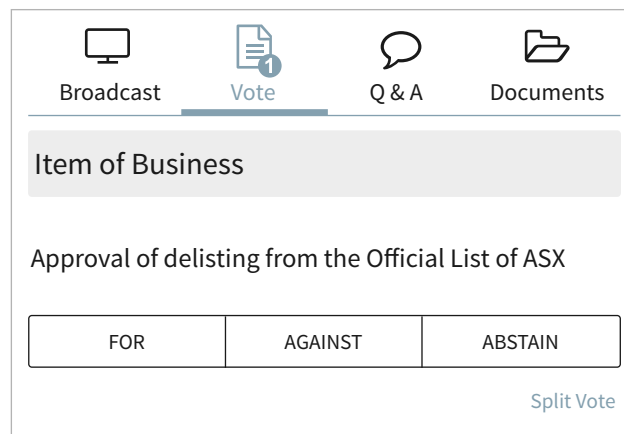 1
Broadcast Vote Q & A Documents
Item of Business
Approval of delisting from the Official List of ASX
FOR AGAINST ABSTAIN
Split Vote